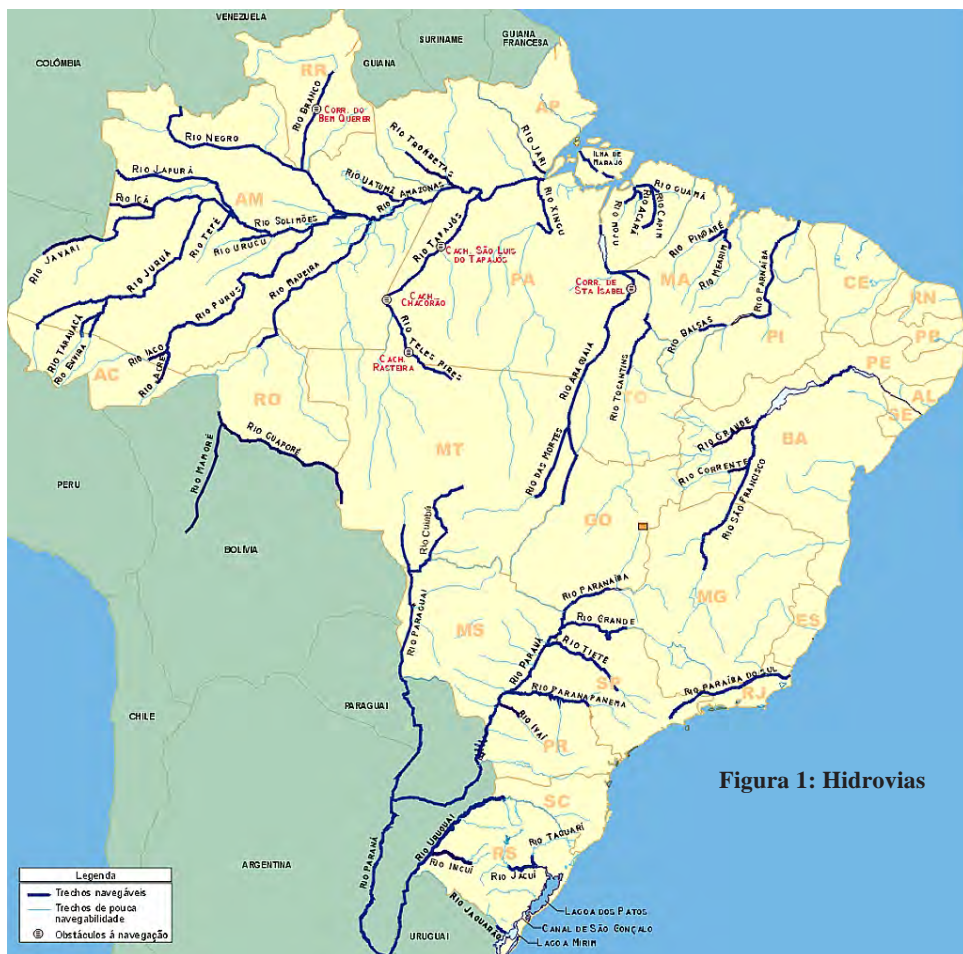 VENEZUELA
SURINAME
GUIANA
FRANCESA
COLÔMBIA
GUIANA
RR
RIO BRANCO
CORR. DO
BEM QUERER
AP
RIO NEGRO
RIO TROMBETAS
RIO JARI
ILHA DE
MARAJÓ
RIO JAPURÁ
RIO UATUMÃ
RIO AMAZONAS
RIO GUAMÁ
RIO IÇÁ
AM
RIO SOLIMÕES
RIO TEFÉ
RIO URUCU
RIO XINGU
RIO MOJU
RIO ACARÁ
RIO CAPIM
RIO JAVARI
RIO JURUÁ
RIO TAPAJÓS
CACH. SÃO LUIS
DO TAPAJÓS
RIO PINDARÉ
RIO MEARIM
RIO PARNAÍBA
RIO PURUS
RIO MADEIRA
PA
CORR. DE
STA ISABEL
MA
CE
RN
CACH.
CHACORÃO
RIO TARAUACÁ
RIO ENVIRA
RIO IACO
RIO ACRE
AC
RIO TELES PIRES
CACH.
RASTEIRA
RIO BALSAS
PI
PB
PE
RO
RIO ARAGUAIA
TO
RIO TOCANTINS
AL
SE
RIO MAMORÉ
RIO GUAPORÉ
MT
RIO DAS MORTES
RIO GRANDE
RIO CORRENTE
BA
RIO SÃO FRANCISCO
PERU
RIO CUIABÁ
GO
BOLÍVIA
MG
RIO PARANAÍBA
RIO GRANDE
ES
RIO PARAGUAI
MS
RIO PARANÁ
RIO TIETÊ
SP
RIO PARAÍBA DO SUL
RJ
RIO PARANAPANEMA
CHILE
PARAGUAI
RIO IVAÍ
PR
Figura 1: Hidrovias
SC
RIO URUGUAI
RIO TAQUARÍ
RS
RIO IBICUÍ
RIO JACUÍ
ARGENTINA
RIO PARANÁ
RIO JAGUARÃO
LAGOA DOS PATOS
CANAL DE SÃO GONÇALO
LAGOA MIRIM
URUGUAI
Legenda
Trechos navegáveis
Trechos de pouca
navegabilidade
Obstáculos á navegação